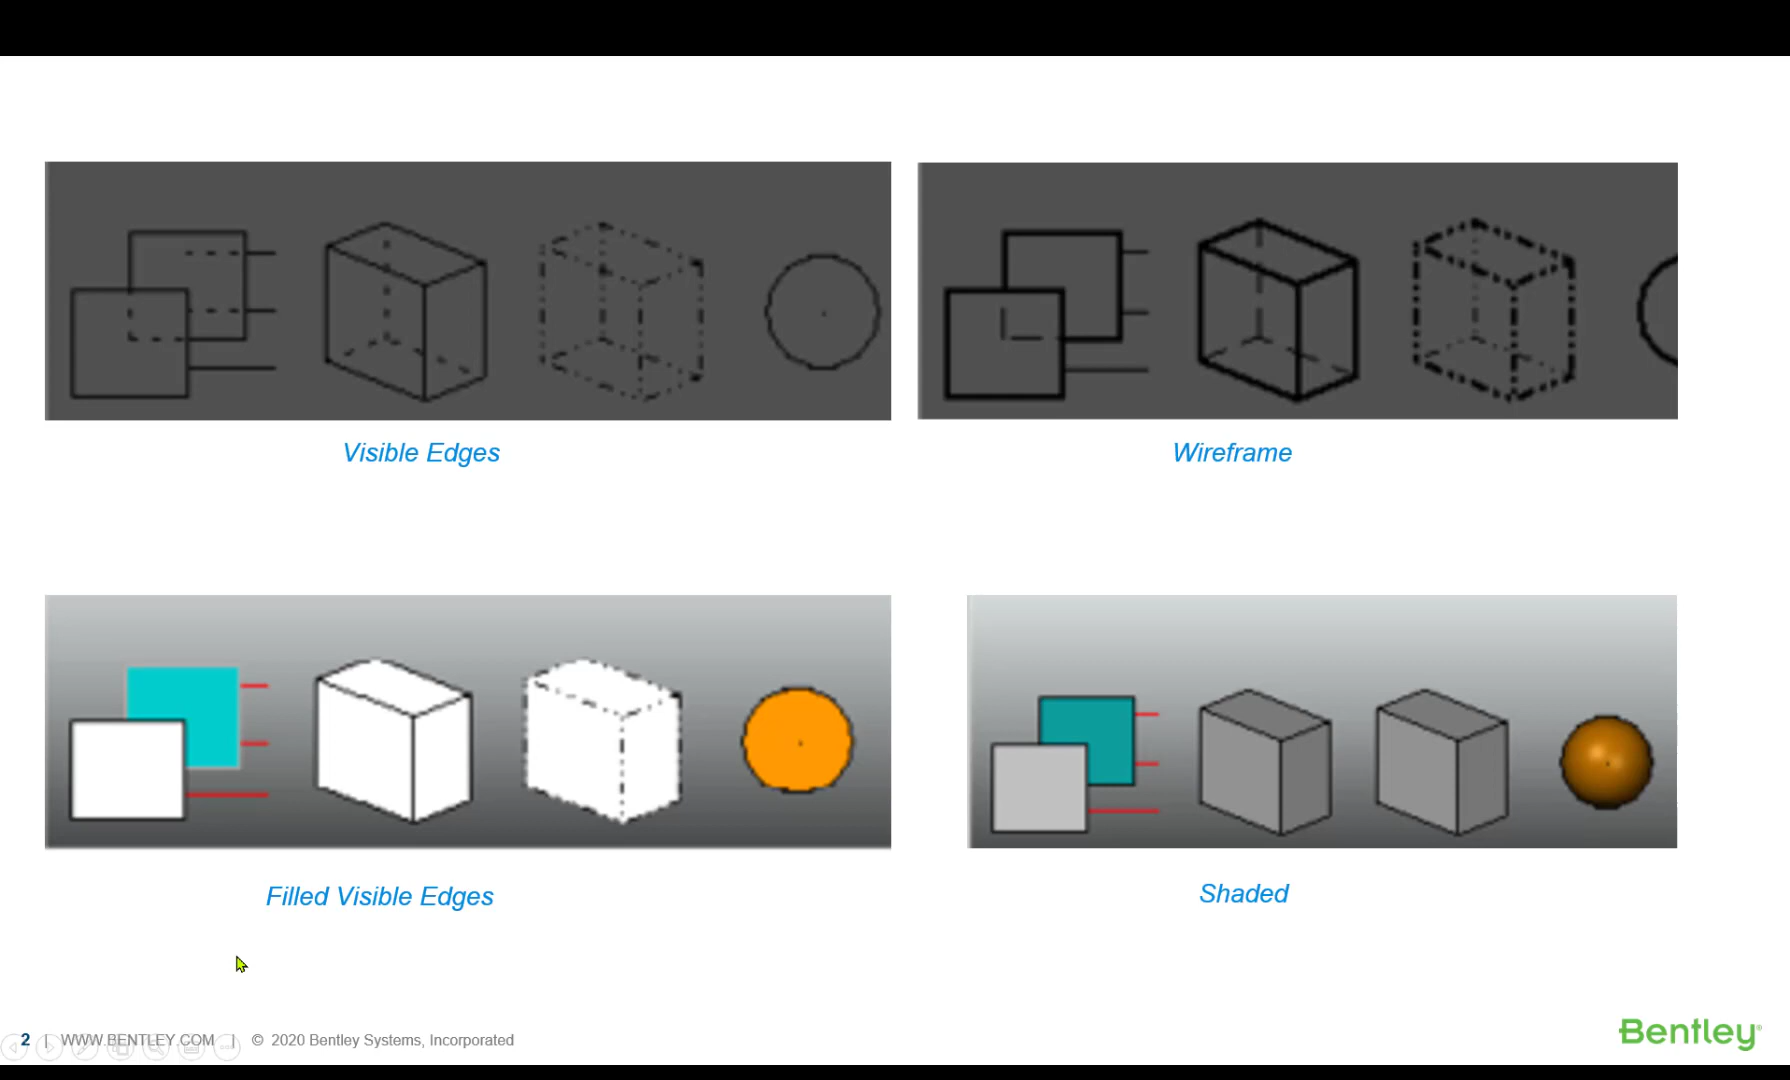 Visible Edges
Wireframe
Filled Visible Edges
Shaded
2 | WWW.BENTLEY.COM | © 2020 Bentley Systems, Incorporated
Bentley®